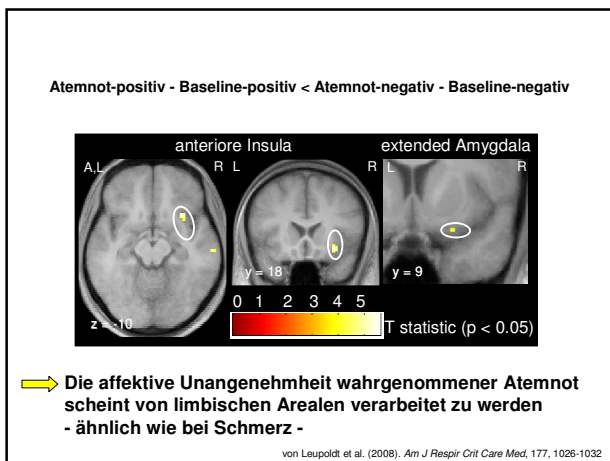 Atemnot-positiv - Baseline-positiv < Atemnot-negativ - Baseline-negativ
anteriore Insula
extended Amygdala
A,L
R
L
R
L
R
z = -10
y = 18
y = 9
0 1 2 3 4 5
T statistic (p < 0.05)
Die affektive Unangenehmheit wahrgenommener Atemnot
scheint von limbischen Arealen verarbeitet zu werden
- ähnlich wie bei Schmerz -
von Leupoldt et al. (2008). Am J Respir Crit Care Med, 177, 1026-1032